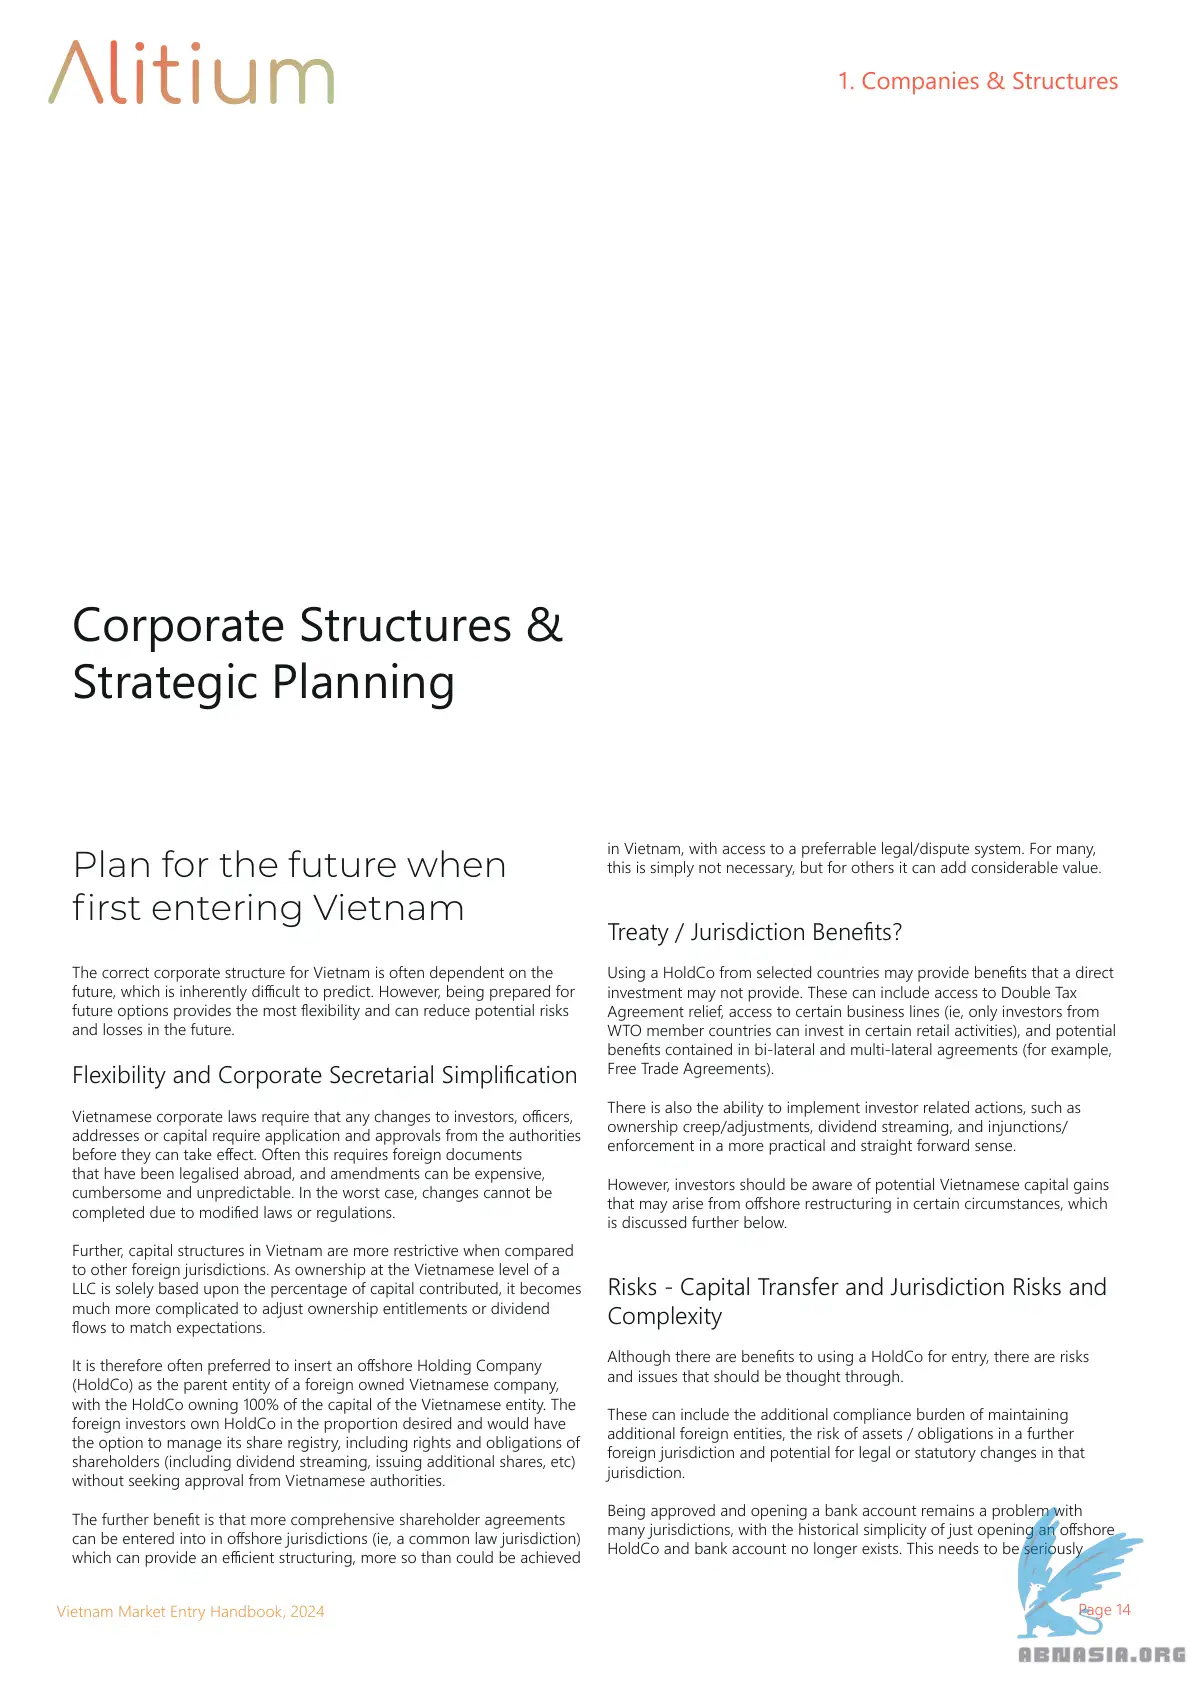 Alitium
1. Companies & Structures
Corporate Structures &
Strategic Planning
Plan for the future when
first entering Vietnam
The correct corporate structure for Vietnam is often dependent on the
future, which is inherently difficult to predict. However, being prepared for
future options provides the most flexibility and can reduce potential risks
and losses in the future.
Flexibility and Corporate Secretarial Simplification
Vietnamese corporate laws require that any changes to investors, officers,
addresses or capital require application and approvals from the authorities
before they can take effect. Often this requires foreign documents
that have been legalised abroad, and amendments can be expensive,
cumbersome and unpredictable. In the worst case, changes cannot be
completed due to modified laws or regulations.
Further, capital structures in Vietnam are more restrictive when compared
to other foreign jurisdictions. As ownership at the Vietnamese level of a
LLC is solely based upon the percentage of capital contributed, it becomes
much more complicated to adjust ownership entitlements or dividend
flows to match expectations.
It is therefore often preferred to insert an offshore Holding Company
(HoldCo) as the parent entity of a foreign owned Vietnamese company,
with the HoldCo owning 100% of the capital of the Vietnamese entity. The
foreign investors own HoldCo in the proportion desired and would have
the option to manage its share registry, including rights and obligations of
shareholders (including dividend streaming, issuing additional shares, etc)
without seeking approval from Vietnamese authorities.
The further benefit is that more comprehensive shareholder agreements
can be entered into in offshore jurisdictions (ie, a common law jurisdiction)
which can provide an efficient structuring, more so than could be achieved
in Vietnam, with access to a preferrable legal/dispute system. For many,
this is simply not necessary, but for others it can add considerable value.
Treaty / Jurisdiction Benefits?
Using a HoldCo from selected countries may provide benefits that a direct
investment may not provide. These can include access to Double Tax
Agreement relief, access to certain business lines (ie, only investors from
WTO member countries can invest in certain retail activities), and potential
benefits contained in bi-lateral and multi-lateral agreements (for example,
Free Trade Agreements).
There is also the ability to implement investor related actions, such as
ownership creep/adjustments, dividend streaming, and injunctions/
enforcement in a more practical and straight forward sense.
However, investors should be aware of potential Vietnamese capital gains
that may arise from offshore restructuring in certain circumstances, which
is discussed further below.
Risks - Capital Transfer and Jurisdiction Risks and
Complexity
Although there are benefits to using a HoldCo for entry, there are risks
and issues that should be thought through.
These can include the additional compliance burden of maintaining
additional foreign entities, the risk of assets / obligations in a further
foreign jurisdiction and potential for legal or statutory changes in that
jurisdiction.
Being approved and opening a bank account remains a problem with
many jurisdictions, with the historical simplicity of just opening an offshore
HoldCo and bank account no longer exists. This needs to be seriously
Vietnam Market Entry Handbook, 2024
Page 14
ABNASIA.ORG